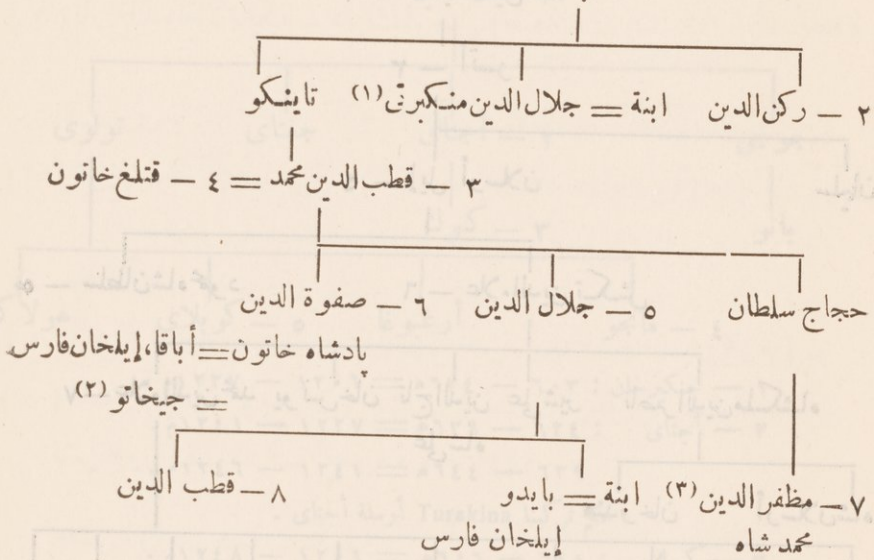 ٢ — ركن الدين ابنة = جلال الدين منكبرتى (١) تاينكو
٣ — قطب الدين محمد = ٤ — قتلغ خاتون
حجاج سلطان ٥ — جلال الدين ٦ — صفوة الدين
پادشاه خاتون = أباقا، إيلخان فارس
= جيخاتو (٢)
٧ — مظفر الدين (٣) ابنة = بايدو ٨ — قطب الدين
محمد شاه إيلخان فارس